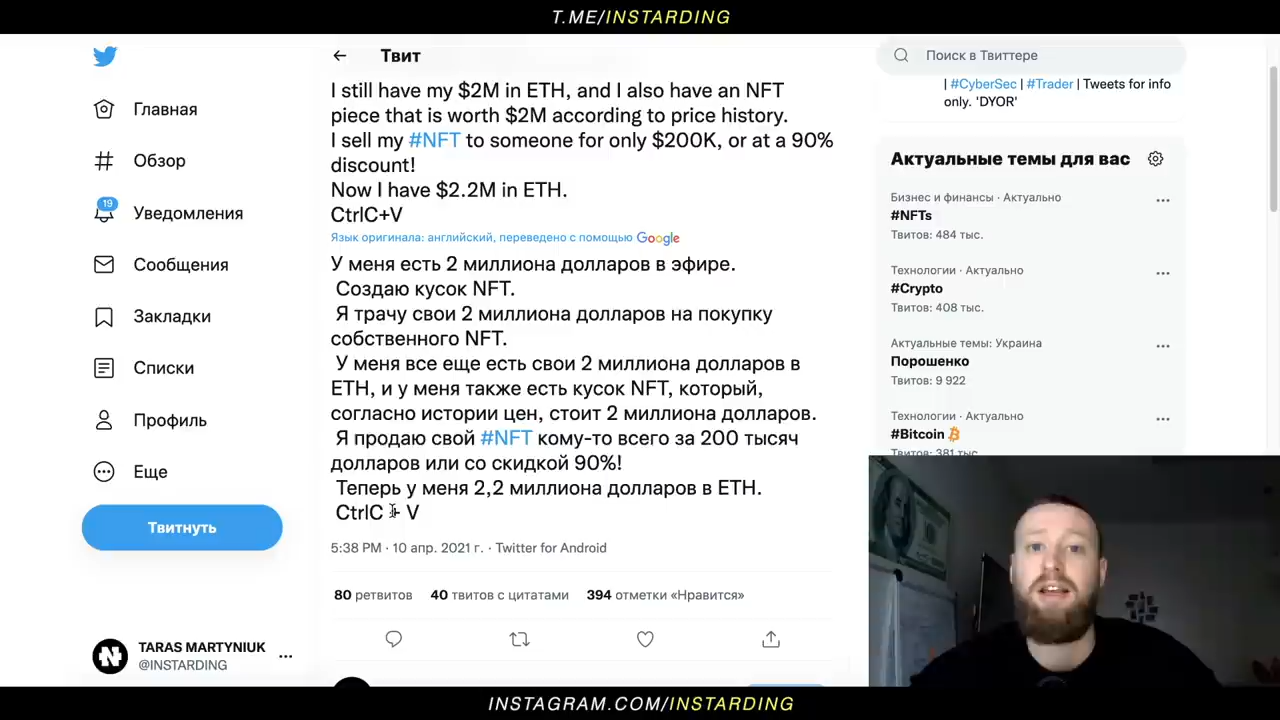 T.ME/INSTARDING
Твит
Поиск в Твиттере
Главная
Обзор
19
Уведомления
Сообщения
Закладки
Списки
Профиль
Еще
Твитнуть
TARAS MARTYNIUK
@INSTARDING
I still have my $2M in ETH, and I also have an NFT
piece that is worth $2M according to price history.
I sell my #NFT to someone for only $200K, or at a 90%
discount!
Now I have $2.2M in ETH.
CtrlC+V
Язык оригинала: английский, переведено с помощью Google
У меня есть 2 миллиона долларов в эфире.
Создаю кусок NFT.
Я трачу свои 2 миллиона долларов на покупку
собственного NFT.
У меня все еще есть свои 2 миллиона долларов в
ETH, и у меня также есть кусок NFT, который,
согласно истории цен, стоит 2 миллиона долларов.
Я продаю свой #NFT кому-то всего за 200 тысяч
долларов или со скидкой 90%!
Теперь у меня 2,2 миллиона долларов в ETH.
CtrlC + V
5:38 PM · 10 апр. 2021 г. · Twitter for Android
80 ретвитов 40 твитов с цитатами 394 отметки «Нравится»
| #CyberSec | #Trader | Tweets for info
only. 'DYOR'
Актуальные темы для вас
Бизнес и финансы · Актуально
#NFTs
Твитов: 484 тыс.
Технологии · Актуально
#Crypto
Твитов: 408 тыс.
Актуальные темы: Украина
Порошенко
Твитов: 9 922
Технологии · Актуально
#Bitcoin
Твитов: 381 тыс.
INSTAGRAM.COM/INSTARDING